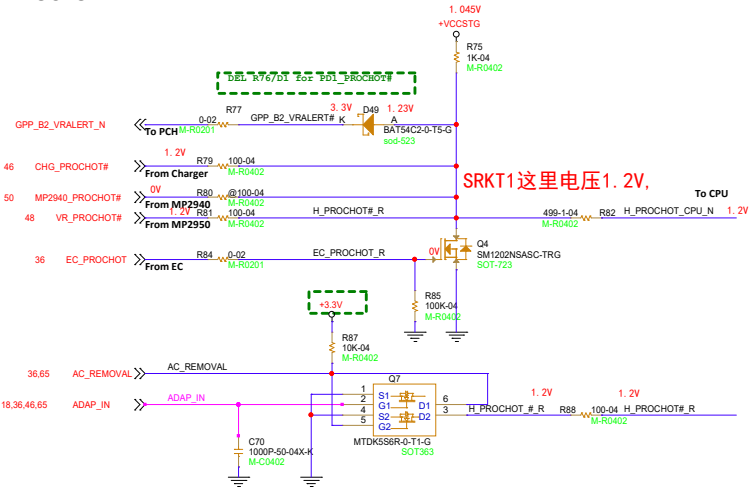 1.045V
+VCCSTG
R75
1K-04
M-R0402
DEL R76/D1 for PD1_PROCHOT#
GPP_B2_VRALERT_N
To PCH
0-02
R77
M-R0201
GPP_B2_VRALERT#
3.3V
K
D49
1.23V
A
BAT54C2-0-T5-G
sod-523
1.2V
46 CHG_PROCHOT#
From Charger
R79 100-04
M-R0402
50 MP2940_PROCHOT#
0V
From MP2940
R80 @100-04
M-R0402
48 VR_PROCHOT#
1.2V
From MP2950
R81 100-04
M-R0402
H_PROCHOT#_R
SRKT1这里电压1.2V,
To CPU
499-1-04 R82 H_PROCHOT_CPU_N 1.2V
M-R0402
36 EC_PROCHOT
From EC
R84 0-02
M-R0201
EC_PROCHOT_R
0V
Q4
SM1202NSASC-TRG
SOT-723
R85
100K-04
M-R0402
+3.3V
R87
10K-04
M-R0402
36,65 AC_REMOVAL
AC_REMOVAL
18,36,46,65 ADAP_IN
ADAP_IN
Q7
1 S1
2 G1 D1 6
4 S2 D2 3
5 G2
MTDK5S6R-0-T1-G
SOT363
1.2V 1.2V
H_PROCHOT_#_R R88 100-04 H_PROCHOT#_R
M-R0402
C70
1000P-50-04X-K
M-C0402